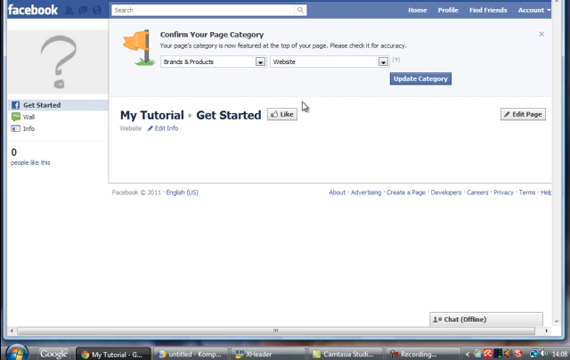 facebook
Search
Home Profile Find Friends Account
Confirm Your Page Category
Your page's category is now featured at the top of your page. Please check it for accuracy.
Brands & Products Website [?]
Update Category
Get Started
Wall
Info
My Tutorial Get Started Like
Edit Page
Website Edit Info
0
people like this
Facebook © 2011 · English (US)
About · Advertising · Create a Page · Developers · Careers · Privacy · Terms · Help
Chat (Offline)
Google
My Tutorial - G...
untitled - Komp...
XHeader
Camtasia Studi...
Recording...
14:08